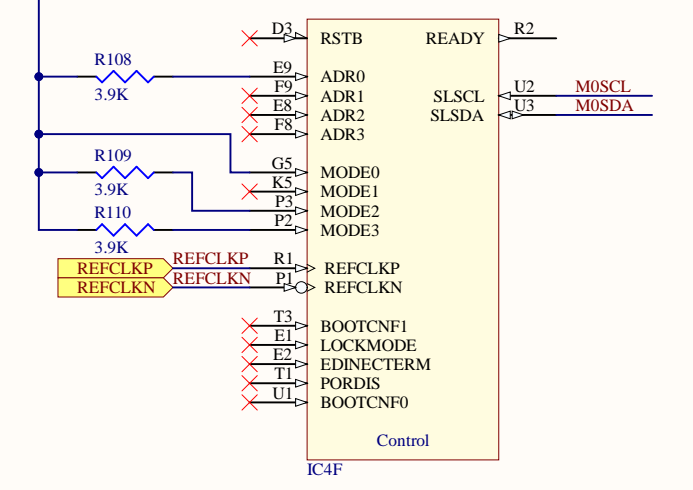 D3 RSTB READY R2
R108
3.9K
E9 ADR0
F9 ADR1 SLSCL U2 M0SCL
E8 ADR2 SLSDA U3 M0SDA
F8 ADR3
R109
3.9K
G5 MODE0
K5 MODE1
P3 MODE2
R110
3.9K
P2 MODE3
REFCLKP REFCLKP R1 REFCLKP
REFCLKN REFCLKN P1 REFCLKN
T3 BOOTCNF1
E1 LOCKMODE
E2 EDINECTERM
T1 PORDIS
U1 BOOTCNF0
Control
IC4F